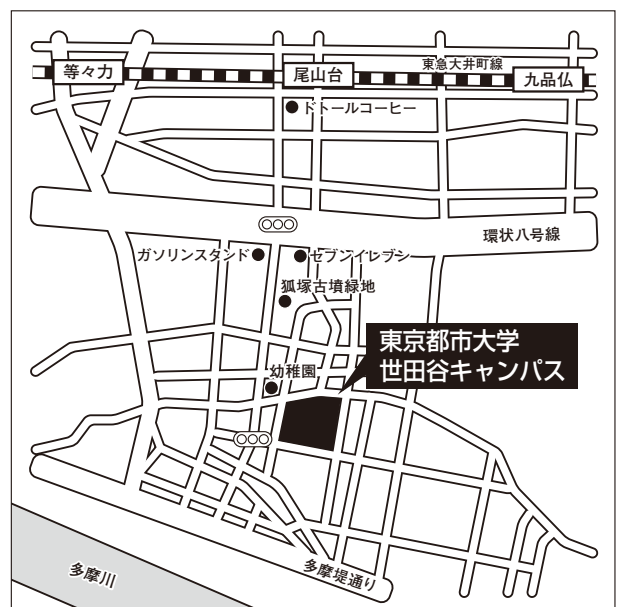 東急大井町線
等々力
尾山台
九品仏
ドトールコーヒー
環状八号線
ガソリンスタンド
セブンイレブン
狐塚古墳緑地
東京都市大学
世田谷キャンパス
幼稚園
多摩川
多摩堤通り